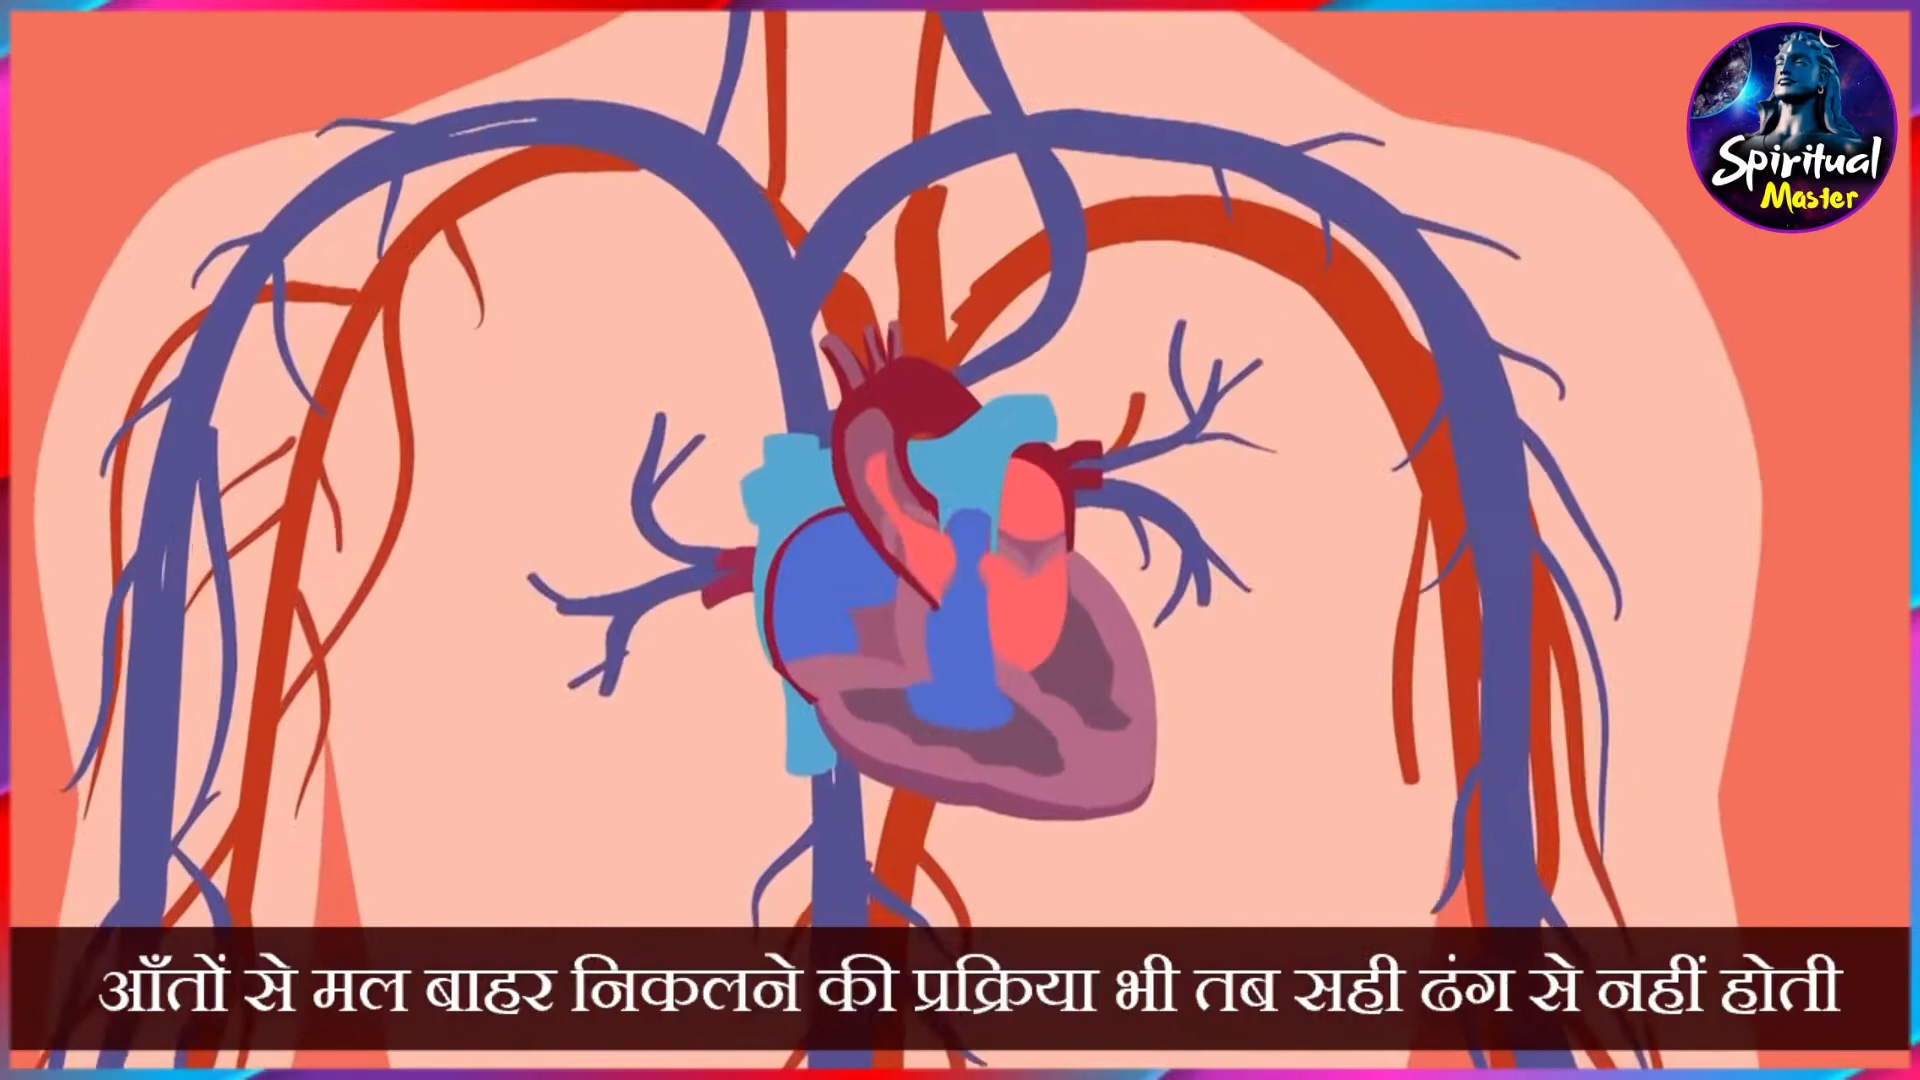 Spiritual
Master
आँतों से मल बाहर निकलने की प्रक्रिया भी तब सही ढंग से नहीं होती